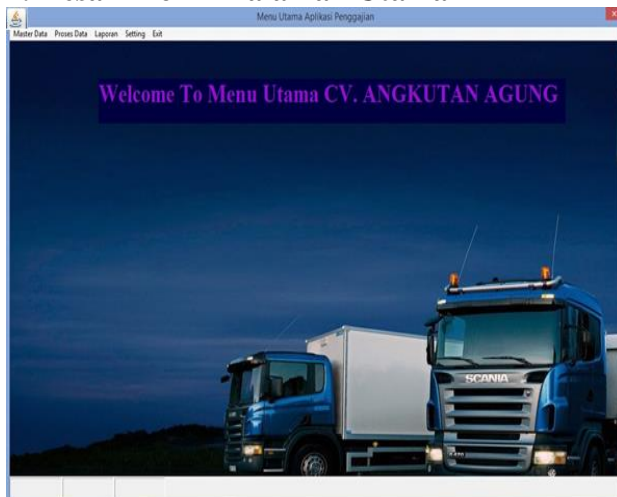 Menu Utama Aplikasi Penggajian
Master Data Proses Data Laporan Setting Exit
Welcome To Menu Utama CV. ANGKUTAN AGUNG
SCANIA